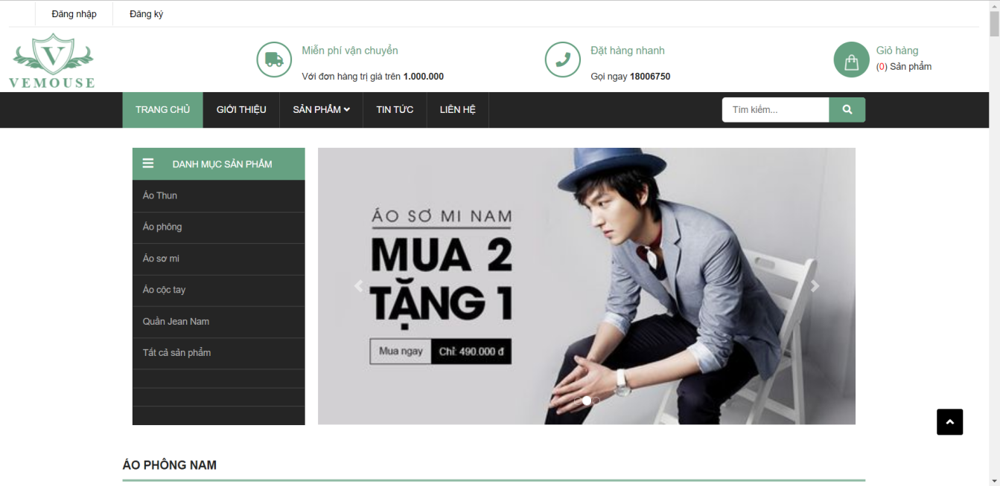 Đăng nhập
Đăng ký
V
VEMOUSE
Miễn phí vận chuyển
Với đơn hàng trị giá trên 1.000.000
Đặt hàng nhanh
Gọi ngay 18006750
Giỏ hàng
(0) Sản phẩm
TRANG CHỦ
GIỚI THIỆU
SẢN PHẨM
TIN TỨC
LIÊN HỆ
Tìm kiếm...
DANH MỤC SẢN PHẨM
Áo Thun
Áo phông
Áo sơ mi
Áo cộc tay
Quần Jean Nam
Tất cả sản phẩm
ÁO SƠ MI NAM
MUA 2
TẶNG 1
Mua ngay
Chỉ: 490.000 đ
ÁO PHÔNG NAM